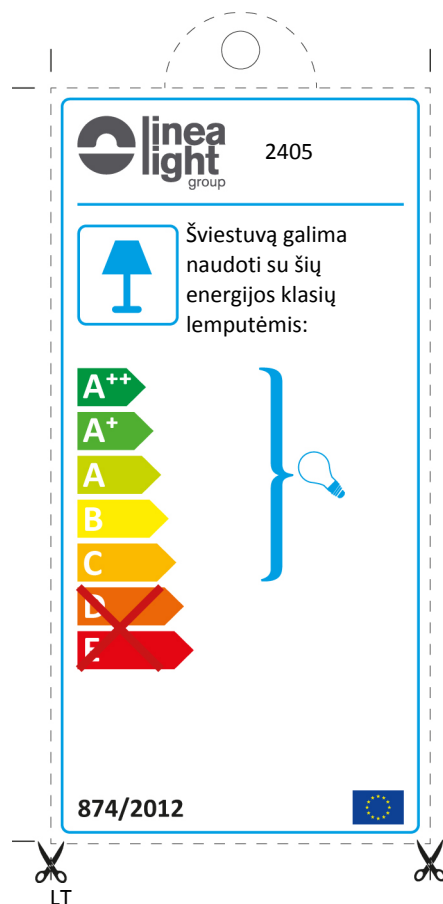 linea
light
group
2405
Šviestuvą galima
naudoti su šių
energijos klasių
lemputėmis:
A++
A+
A
B
C
D
E
874/2012
LT